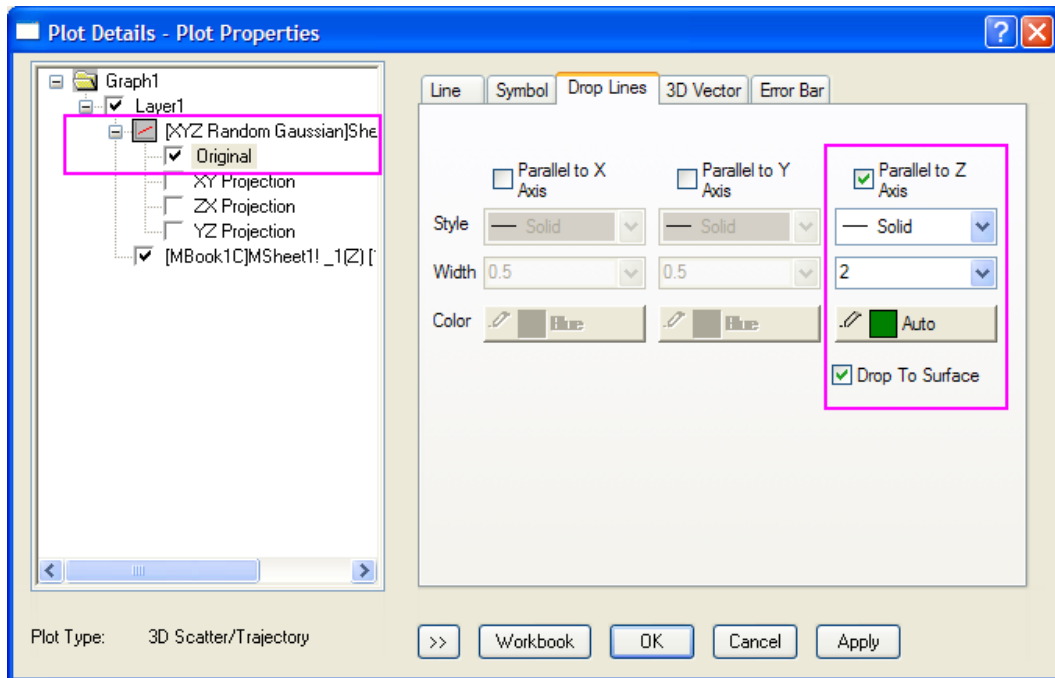 Plot Details - Plot Properties
Graph1
Layer1
[XYZ Random Gaussian]She
Original
XY Projection
ZX Projection
YZ Projection
[MBook1C]MSheet1! _1(Z) [
Line Symbol Drop Lines 3D Vector Error Bar
Parallel to X Axis
Parallel to Y Axis
Parallel to Z Axis
Style Solid Solid Solid
Width 0.5 0.5 2
Color Blue Blue Auto
Drop To Surface
Plot Type: 3D Scatter/Trajectory
>> Workbook OK Cancel Apply